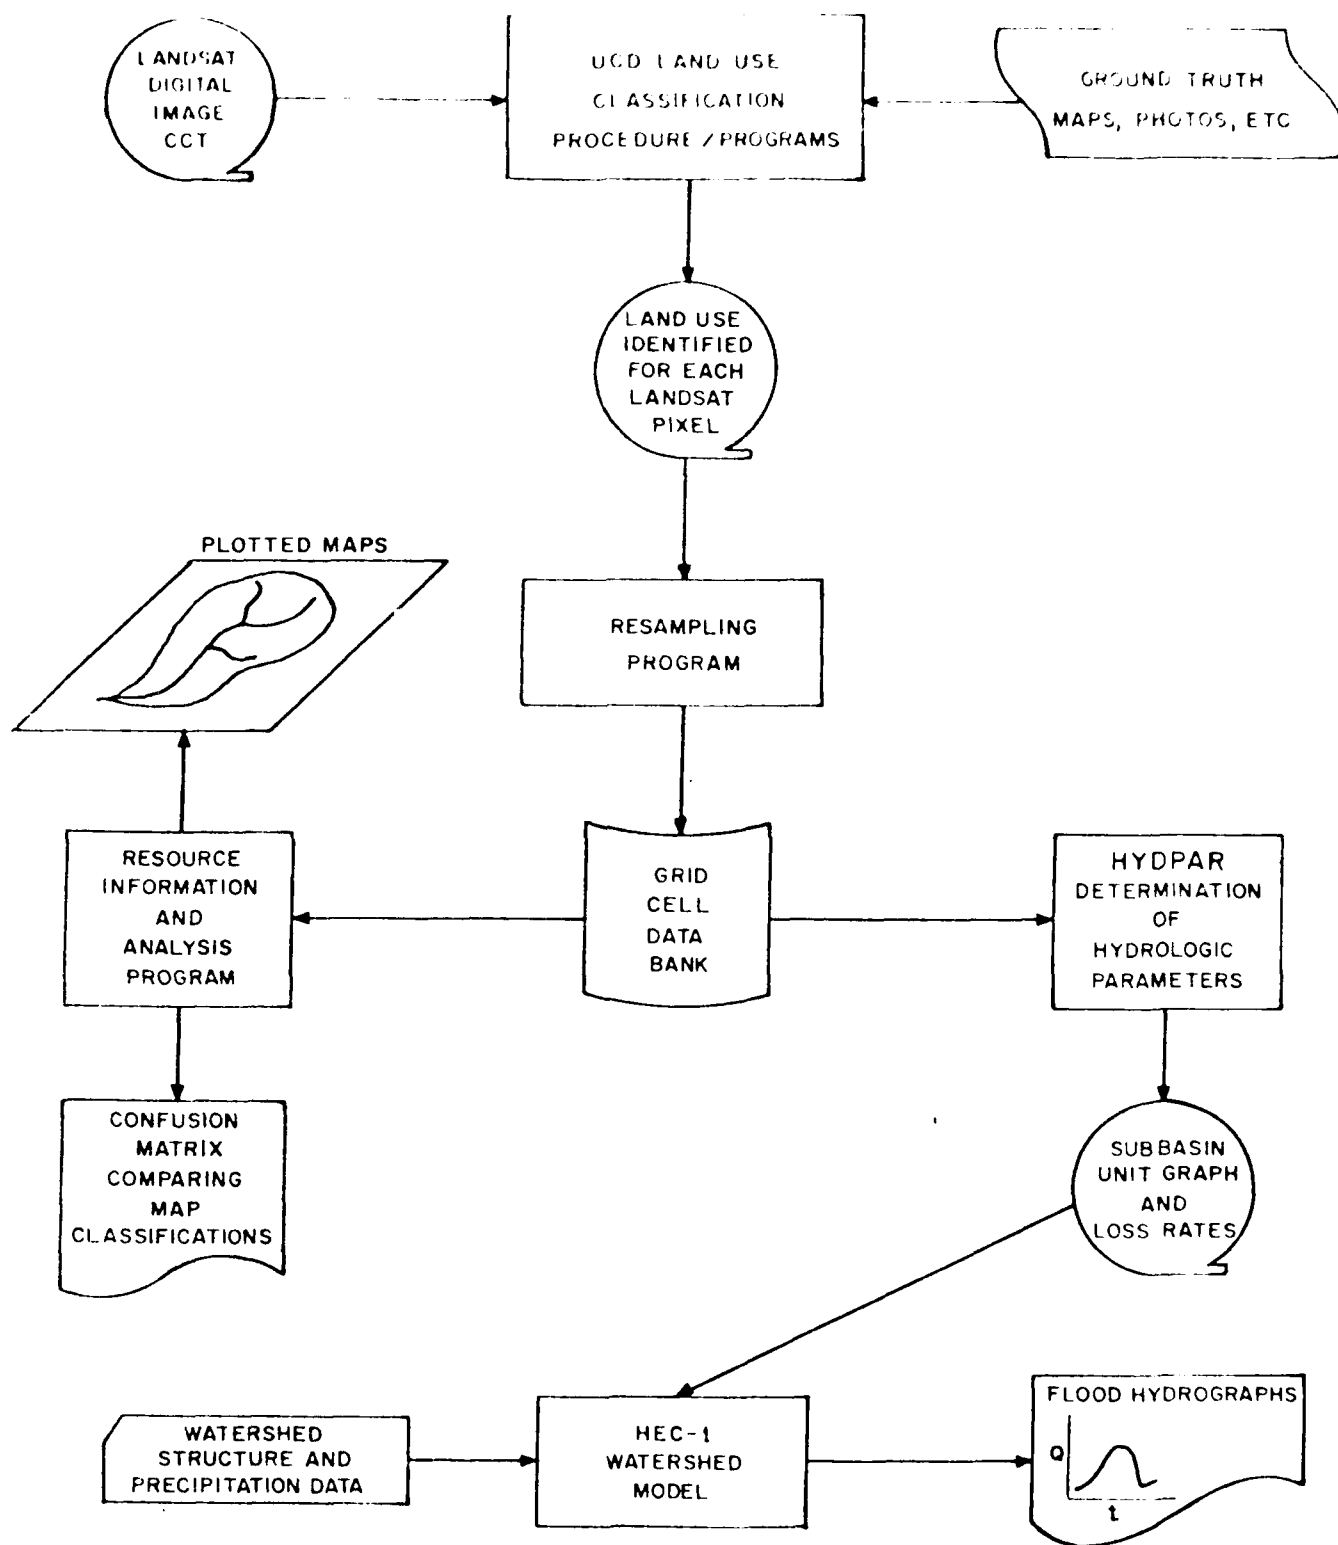 LANDSAT
DIGITAL
IMAGE
CCT
UCD LAND USE
CLASSIFICATION
PROCEDURE / PROGRAMS
GROUND TRUTH
MAPS, PHOTOS, ETC
LAND USE
IDENTIFIED
FOR EACH
LANDSAT
PIXEL
PLOTTED MAPS
RESAMPLING
PROGRAM
RESOURCE
INFORMATION
AND
ANALYSIS
PROGRAM
GRID
CELL
DATA
BANK
HYDPAR
DETERMINATION
OF
HYDROLOGIC
PARAMETERS
CONFUSION
MATRIX
COMPARING
MAP
CLASSIFICATIONS
SUBBASIN
UNIT GRAPH
AND
LOSS RATES
WATERSHED
STRUCTURE AND
PRECIPITATION DATA
HEC-1
WATERSHED
MODEL
FLOOD HYDROGRAPHS
Q
t